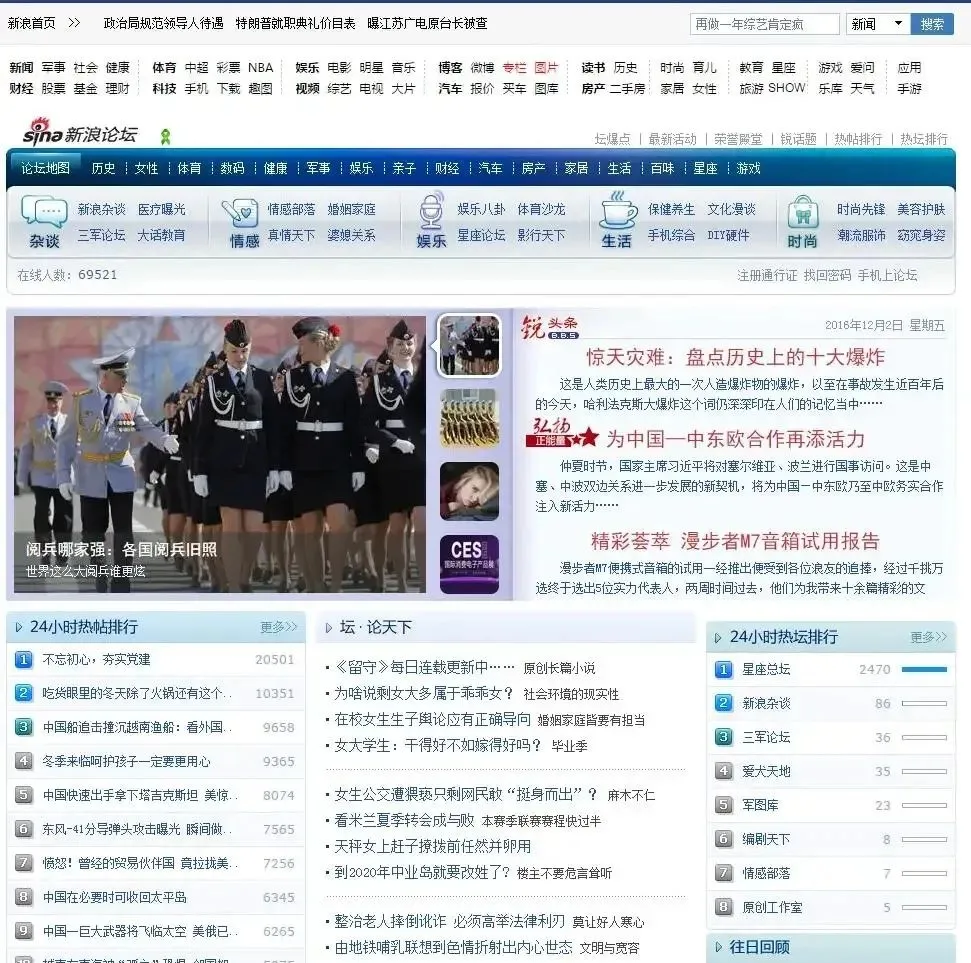 新浪首页 >> 政治局规范领导人待遇 特朗普就职典礼价目表 曝江苏广电原台长被查 再做一年综艺肯定疯 新闻 搜索
新闻 军事 社会 健康 体育 中超 彩票 NBA 娱乐 电影 明星 音乐 博客 微博 专栏 图片 读书 历史 时尚 育儿 教育 星座 游戏 爱问 应用
财经 股票 基金 理财 科技 手机 下载 趣图 视频 综艺 电视 大片 汽车 报价 买车 图库 房产 二手房 家居 女性 旅游 SHOW 乐库 天气 手游
sina新浪论坛
坛爆点 | 最新活动 | 荣誉殿堂 | 锐话题 | 热帖排行 | 热坛排行
论坛地图 历史 女性 体育 数码 健康 军事 娱乐 亲子 财经 汽车 房产 家居 生活 百味 星座 游戏
杂谈 新浪杂谈 医疗曝光 情感 情感部落 婚姻家庭 娱乐 娱乐八卦 体育沙龙 生活 保健养生 文化漫谈 时尚 时尚先锋 美容护肤
三军论坛 大话教育 真情天下 婆媳关系 星座论坛 影行天下 手机综合 DIY硬件 潮流服饰 窈窕身姿
在线人数：69521 注册通行证 找回密码 手机上论坛
阅兵哪家强：各国阅兵旧照
世界这么大阅兵谁更炫
CES
国际消费电子产品展
锐 头条 BBS 2016年12月2日 星期五
惊天灾难：盘点历史上的十大爆炸
这是人类历史上最大的一次人造爆炸物的爆炸，以至在事故发生近百年后
的今天，哈利法克斯大爆炸这个词仍深深印在人们的记忆当中……
弘扬 正能量 为中国—中东欧合作再添活力
仲夏时节，国家主席习近平将对塞尔维亚、波兰进行国事访问。这是中
塞、中波双边关系进一步发展的新契机，将为中国－中东欧乃至中欧务实合作
注入新活力……
精彩荟萃 漫步者M7音箱试用报告
漫步者M7便携式音箱的试用一经推出便受到各位浪友的追捧，经过千挑万
选终于选出5位实力代表人，两周时间过去，他们为我带来十余篇精彩的文
24小时热帖排行 更多>>
1 不忘初心，夯实党建 20501
2 吃货眼里的冬天除了火锅还有这个.. 10351
3 中国船追击撞沉越南渔船：看外国.. 9658
4 冬季来临呵护孩子一定要更用心 9365
5 中国快速出手拿下塔吉克斯坦 美惊.. 8074
6 东风-41分导弹头攻击曝光 瞬间做.. 7565
7 愤怒！曾经的贸易伙伴国 竟拉拢美.. 7256
8 中国在必要时可收回太平岛 6345
9 中国一巨大武器将飞临太空 美俄已.. 6265
坛·论天下
·《留守》每日连载更新中…… 原创长篇小说
·为啥说剩女大多属于乖乖女？ 社会环境的现实性
·在校女生生子舆论应有正确导向 婚姻家庭皆要有担当
·女大学生：干得好不如嫁得好吗？ 毕业季
·女生公交遭猥亵只剩网民敢“挺身而出”？ 麻木不仁
·看米兰夏季转会成与败 本赛季联赛赛程快过半
·天秤女上赶子撩拨前任然并卵用
·到2020年中业岛就要改姓了？ 楼主不要危言耸听
·整治老人摔倒讹诈 必须高举法律利刃 莫让好人寒心
·由地铁哺乳联想到色情折射出内心世态 文明与宽容
24小时热坛排行 更多>>
1 星座总坛 2470
2 新浪杂谈 86
3 三军论坛 36
4 爱犬天地 35
5 军图库 23
6 编剧天下 8
7 情感部落 7
8 原创工作室 5
往日回顾